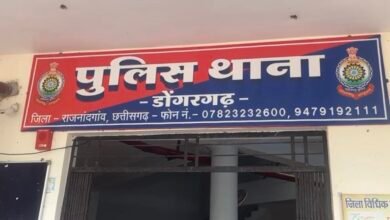 पुलिस थाना
- डोंगरगढ़ -
जिला - राजनांदगांव, छत्तीसगढ़ - फोन नं.- 07823232600, 9479192111
जिला विधिक